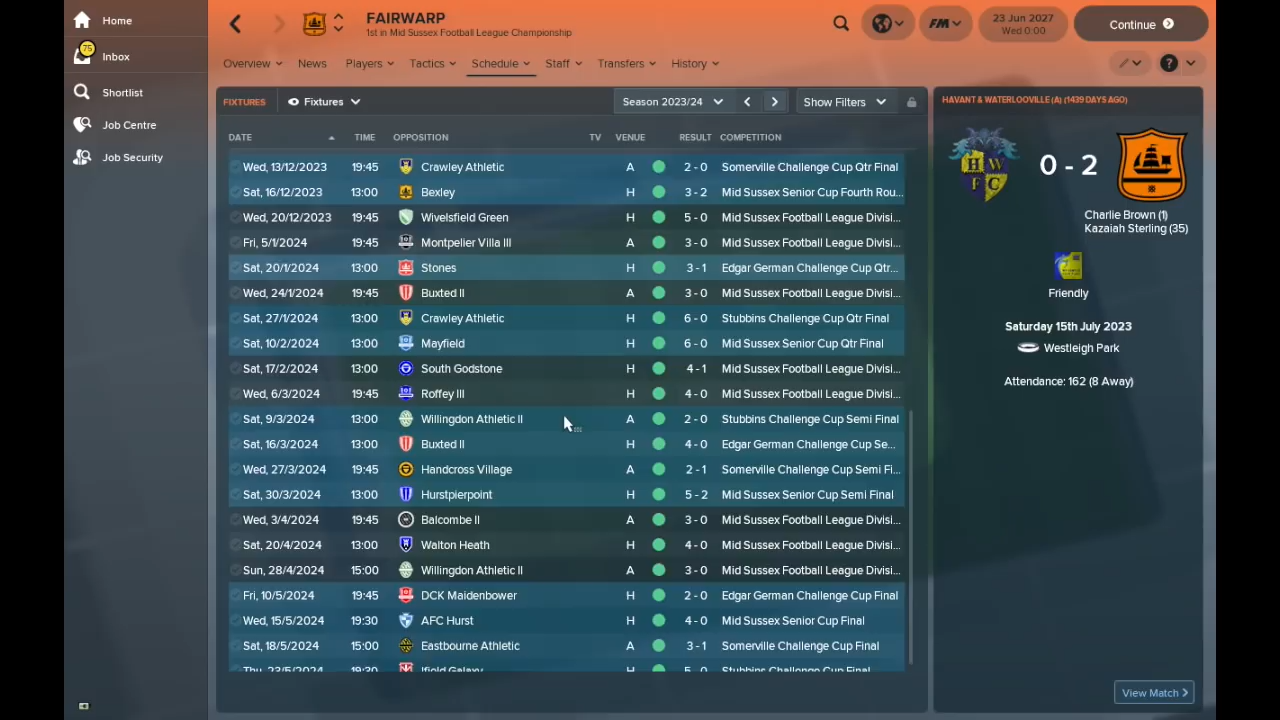 Home
75
Inbox
Shortlist
Job Centre
Job Security
FAIRWARP
1st in Mid Sussex Football League Championship
FM
23 Jun 2027
Wed 0:00
Continue
Overview News Players Tactics Schedule Staff Transfers History
?
FIXTURES Fixtures Season 2023/24 Show Filters
DATE TIME OPPOSITION TV VENUE RESULT COMPETITION
Wed, 13/12/2023 19:45 Crawley Athletic A 2 - 0 Somerville Challenge Cup Qtr Final
Sat, 16/12/2023 13:00 Bexley H 3 - 2 Mid Sussex Senior Cup Fourth Rou...
Wed, 20/12/2023 19:45 Wivelsfield Green H 5 - 0 Mid Sussex Football League Divisi...
Fri, 5/1/2024 19:45 Montpelier Villa III A 3 - 0 Mid Sussex Football League Divisi...
Sat, 20/1/2024 13:00 Stones H 3 - 1 Edgar German Challenge Cup Qtr...
Wed, 24/1/2024 19:45 Buxted II A 3 - 0 Mid Sussex Football League Divisi...
Sat, 27/1/2024 13:00 Crawley Athletic H 6 - 0 Stubbins Challenge Cup Qtr Final
Sat, 10/2/2024 13:00 Mayfield H 6 - 0 Mid Sussex Senior Cup Qtr Final
Sat, 17/2/2024 13:00 South Godstone H 4 - 1 Mid Sussex Football League Divisi...
Wed, 6/3/2024 19:45 Roffey III H 4 - 0 Mid Sussex Football League Divisi...
Sat, 9/3/2024 13:00 Willingdon Athletic II A 2 - 0 Stubbins Challenge Cup Semi Final
Sat, 16/3/2024 13:00 Buxted II H 4 - 0 Edgar German Challenge Cup Se...
Wed, 27/3/2024 19:45 Handcross Village A 2 - 1 Somerville Challenge Cup Semi Fi...
Sat, 30/3/2024 13:00 Hurstpierpoint H 5 - 2 Mid Sussex Senior Cup Semi Final
Wed, 3/4/2024 19:45 Balcombe II A 3 - 0 Mid Sussex Football League Divisi...
Sat, 20/4/2024 13:00 Walton Heath H 4 - 0 Mid Sussex Football League Divisi...
Sun, 28/4/2024 15:00 Willingdon Athletic II A 3 - 0 Mid Sussex Football League Divisi...
Fri, 10/5/2024 19:45 DCK Maidenbower H 2 - 0 Edgar German Challenge Cup Final
Wed, 15/5/2024 19:30 AFC Hurst H 4 - 0 Mid Sussex Senior Cup Final
Sat, 18/5/2024 15:00 Eastbourne Athletic A 3 - 1 Somerville Challenge Cup Final
Thu, 23/5/2024 19:30 Ifield Galaxy H 5 - 0 Stubbins Challenge Cup Final
HAVANT & WATERLOOVILLE (A) (1439 DAYS AGO)
H W
F C
0 - 2
Charlie Brown (1)
Kazaiah Sterling (35)
Friendly
Saturday 15th July 2023
Westleigh Park
Attendance: 162 (8 Away)
View Match